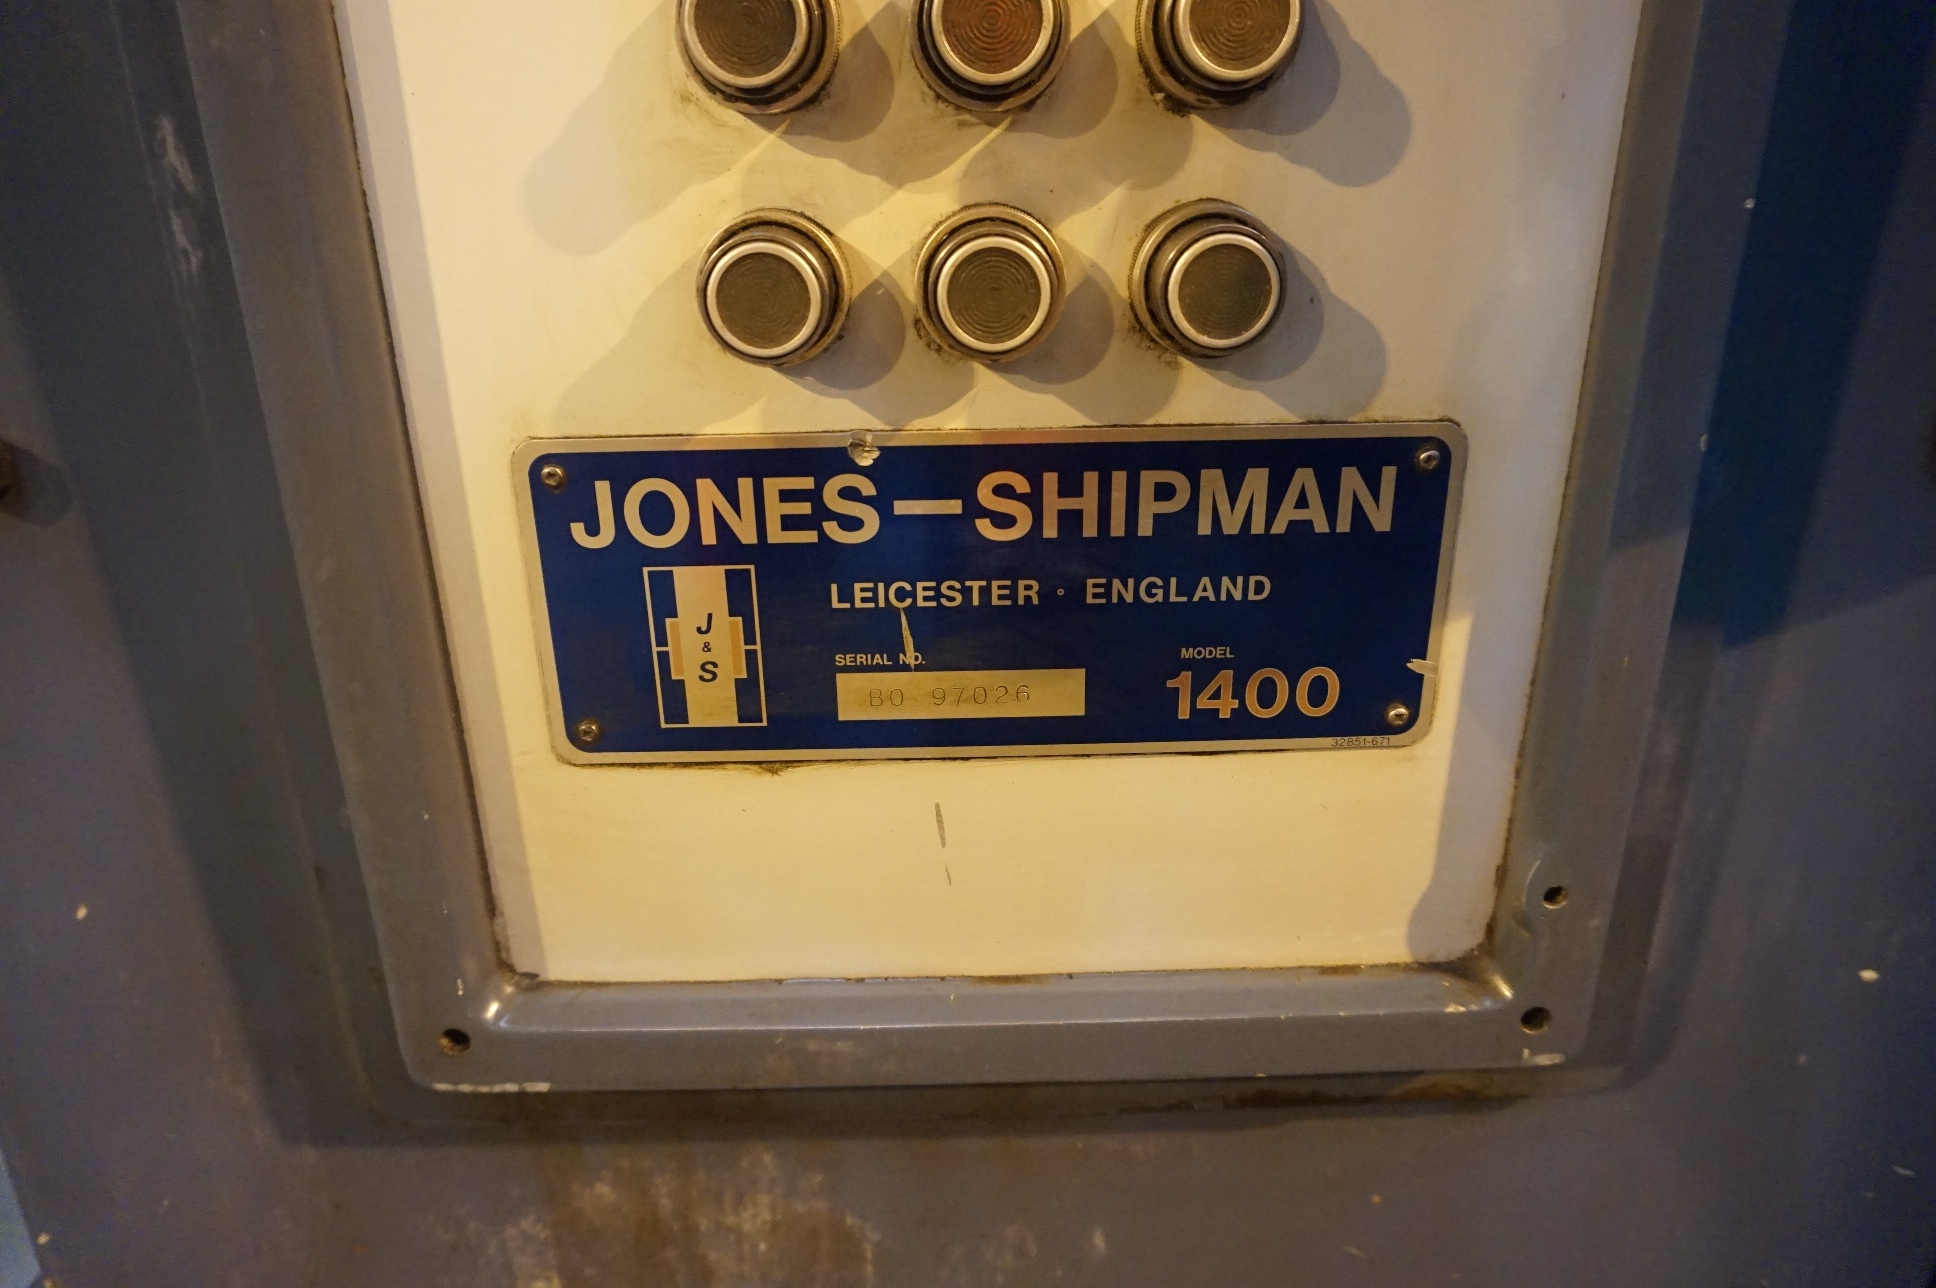 JONES–SHIPMAN
LEICESTER · ENGLAND
J
&
S
SERIAL NO.
BO 97026
MODEL
1400
32851-671